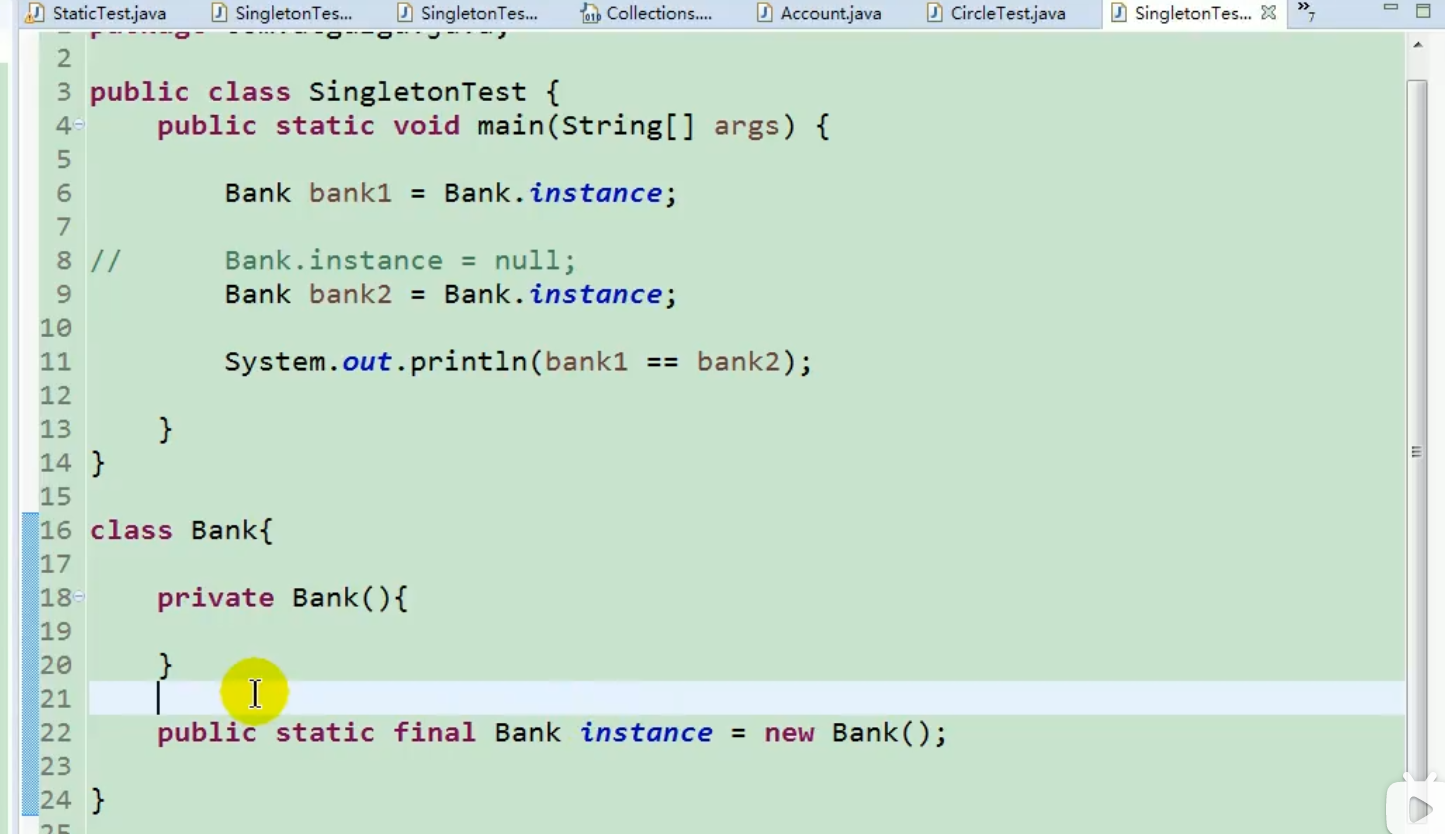 StaticTest.java SingletonTes... SingletonTes... Collections.... Account.java CircleTest.java SingletonTes... »7
2
3 public class SingletonTest {
4 public static void main(String[] args) {
5
6 Bank bank1 = Bank.instance;
7
8 // Bank.instance = null;
9 Bank bank2 = Bank.instance;
10
11 System.out.println(bank1 == bank2);
12
13 }
14 }
15
16 class Bank{
17
18 private Bank(){
19
20 }
21
22 public static final Bank instance = new Bank();
23
24 }
25